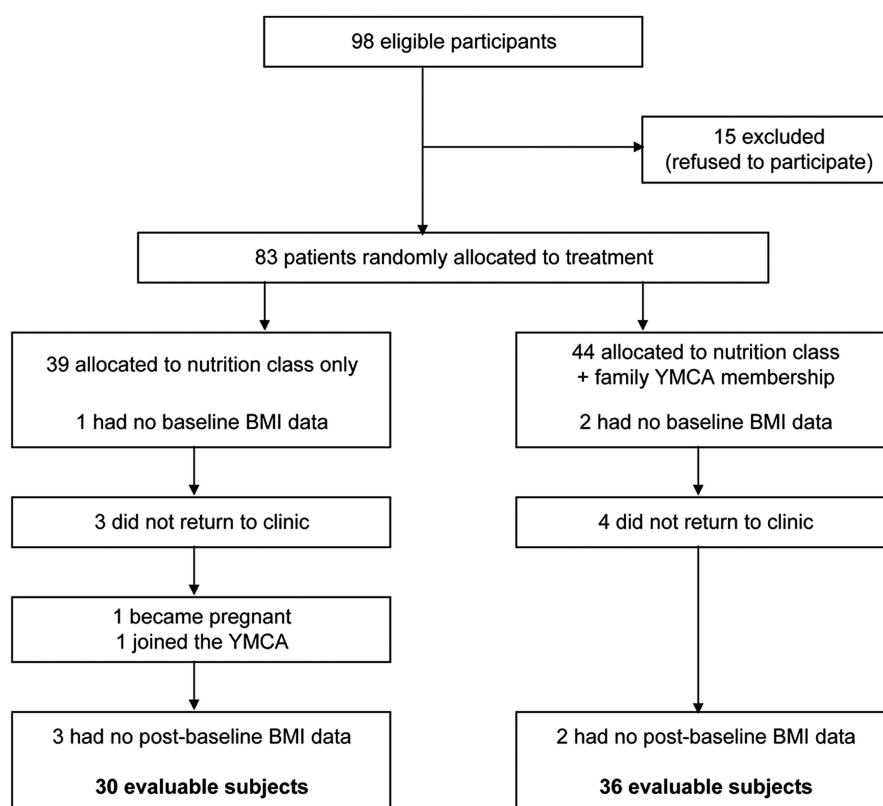 98 eligible participants
15 excluded
(refused to participate)
83 patients randomly allocated to treatment
39 allocated to nutrition class only
1 had no baseline BMI data
44 allocated to nutrition class
+ family YMCA membership
2 had no baseline BMI data
3 did not return to clinic
4 did not return to clinic
1 became pregnant
1 joined the YMCA
3 had no post-baseline BMI data
30 evaluable subjects
2 had no post-baseline BMI data
36 evaluable subjects